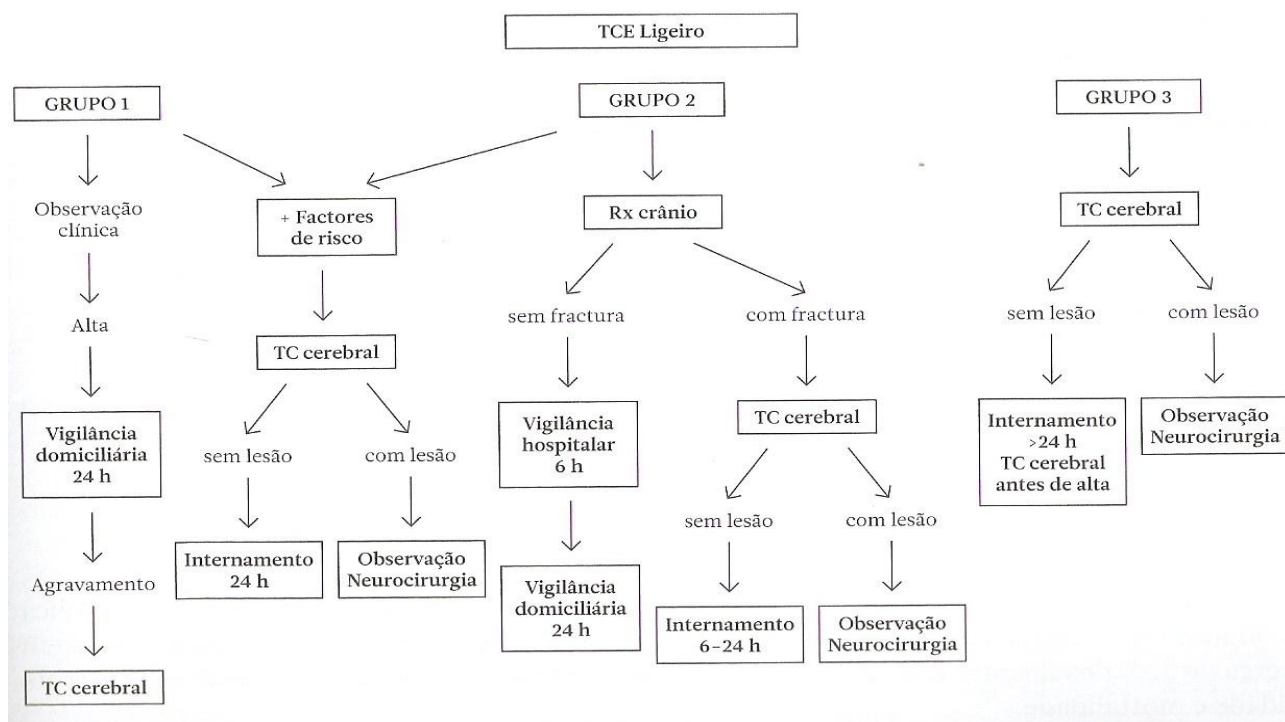 TCE Ligeiro
GRUPO 1
GRUPO 2
GRUPO 3
Observação
clínica
+ Factores
de risco
Rx crânio
TC cerebral
Alta
sem fractura
com fractura
sem lesão
com lesão
TC cerebral
Vigilância
domiciliária
24 h
sem lesão
com lesão
Vigilância
hospitalar
6 h
TC cerebral
Internamento
>24 h
TC cerebral
antes de alta
Observação
Neurocirurgia
Agravamento
Internamento
24 h
Observação
Neurocirurgia
sem lesão
com lesão
Vigilância
domiciliária
24 h
Internamento
6-24 h
Observação
Neurocirurgia
TC cerebral